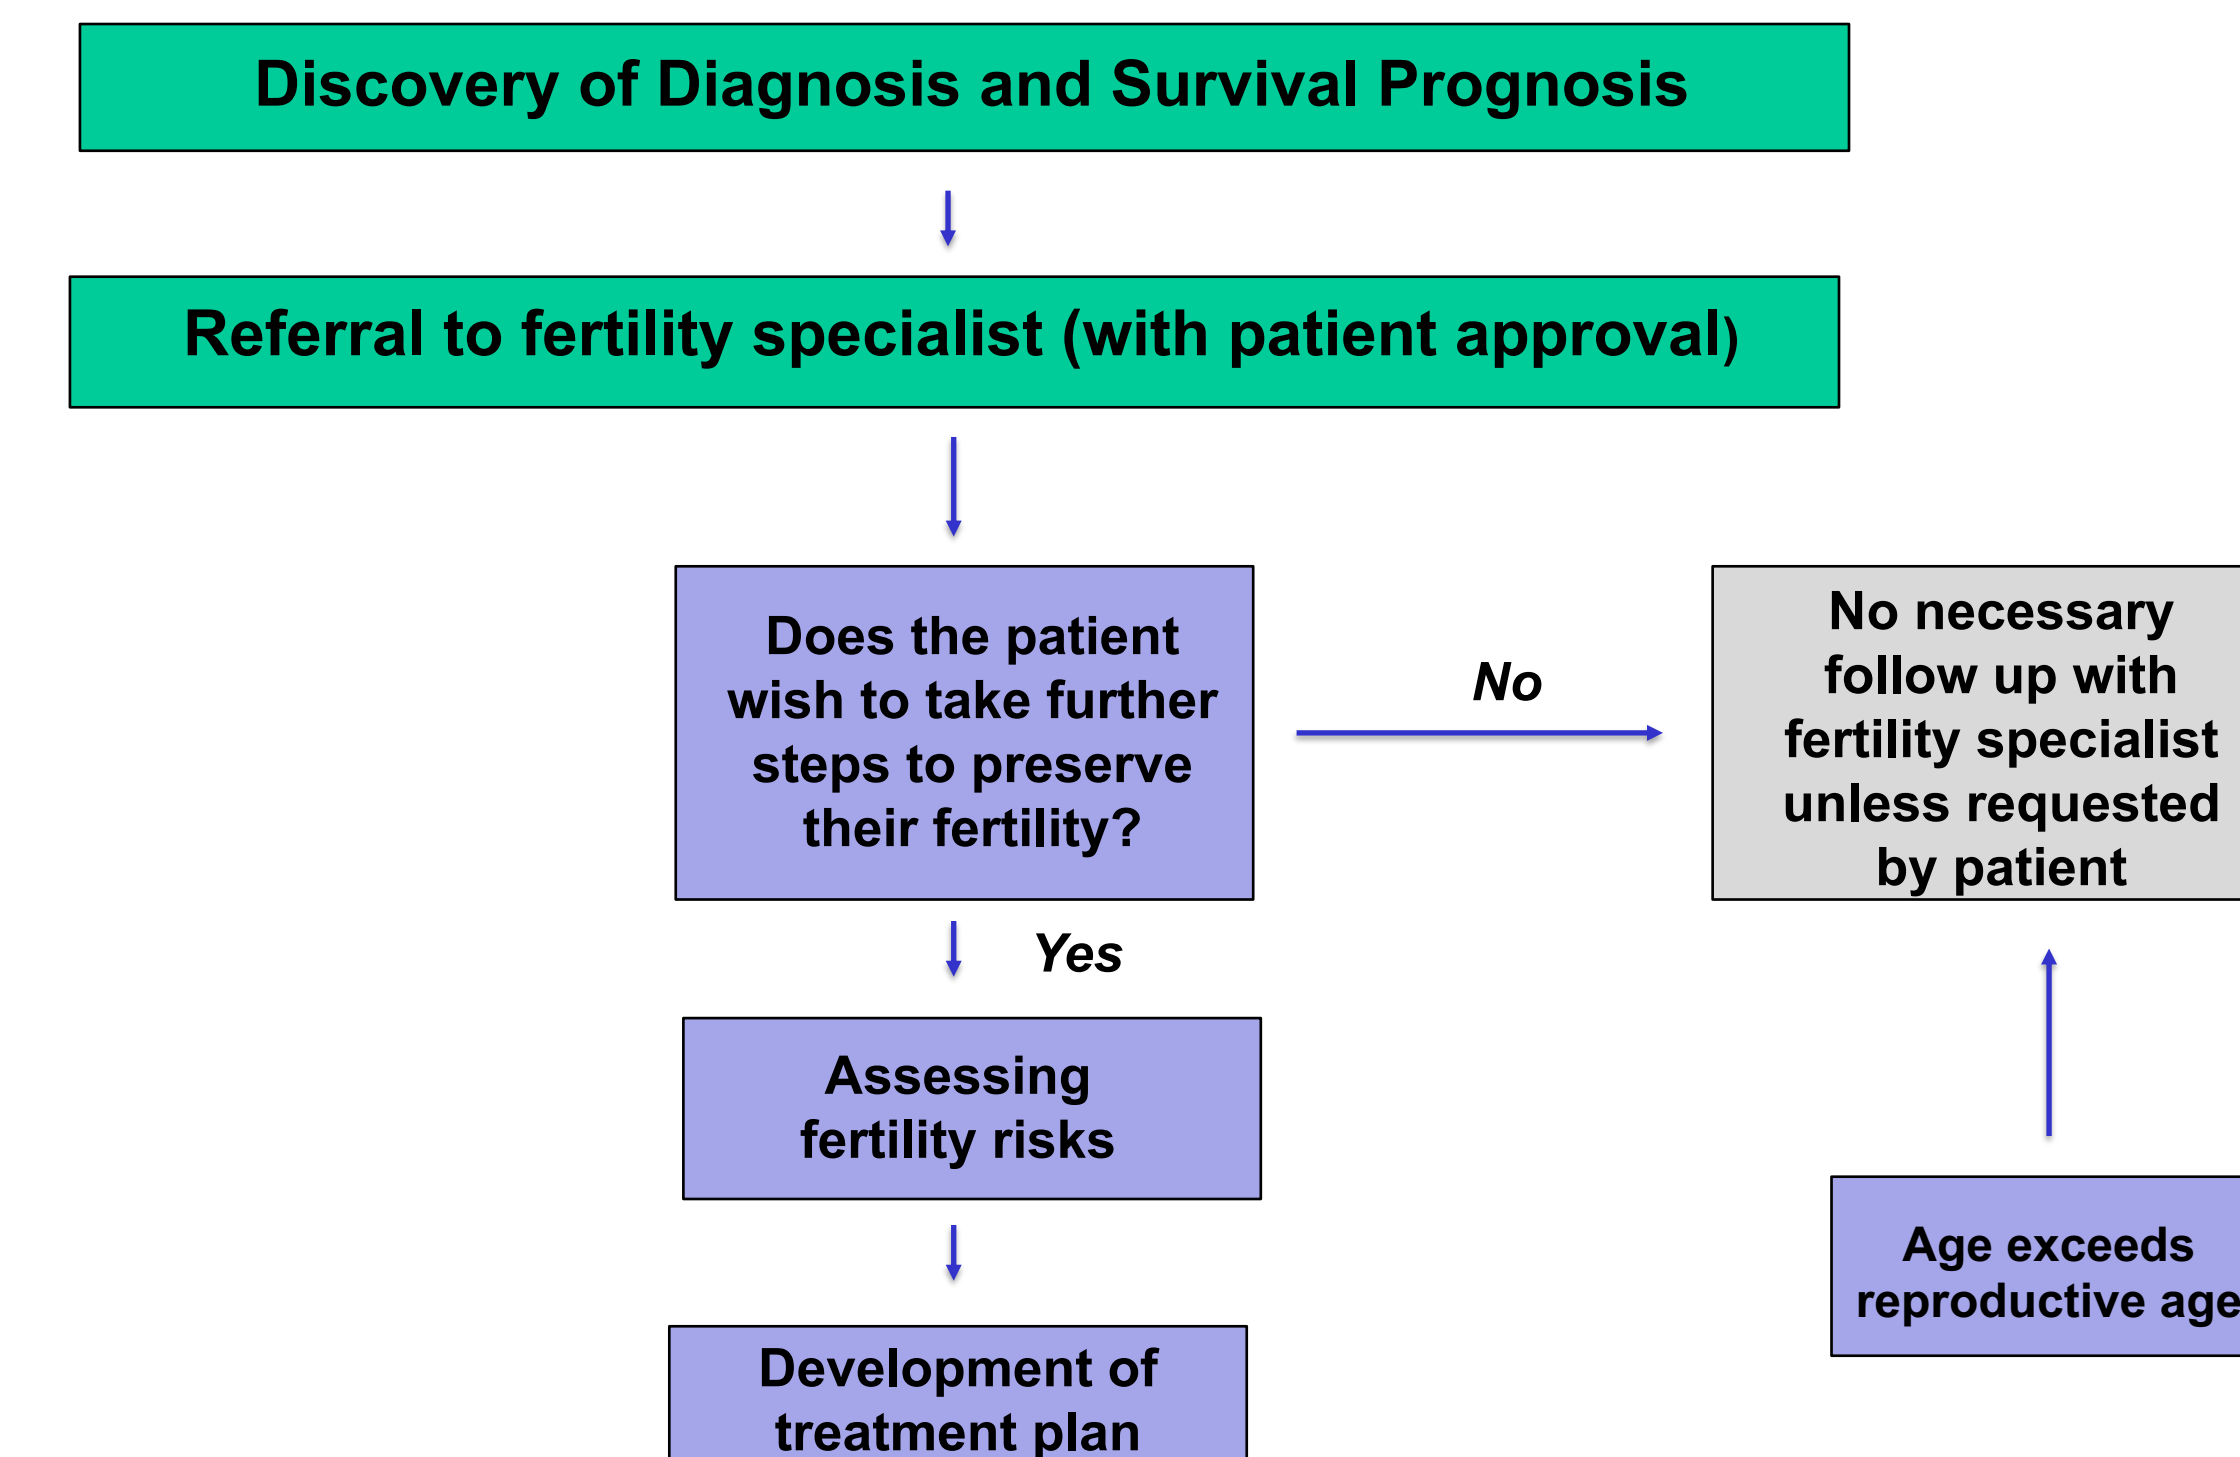 Discovery of Diagnosis and Survival Prognosis
Referral to fertility specialist (with patient approval)
Does the patient
wish to take further
steps to preserve
their fertility?
No
No necessary
follow up with
fertility specialist
unless requested
by patient
Yes
Assessing
fertility risks
Age exceeds
reproductive age
Development of
treatment plan